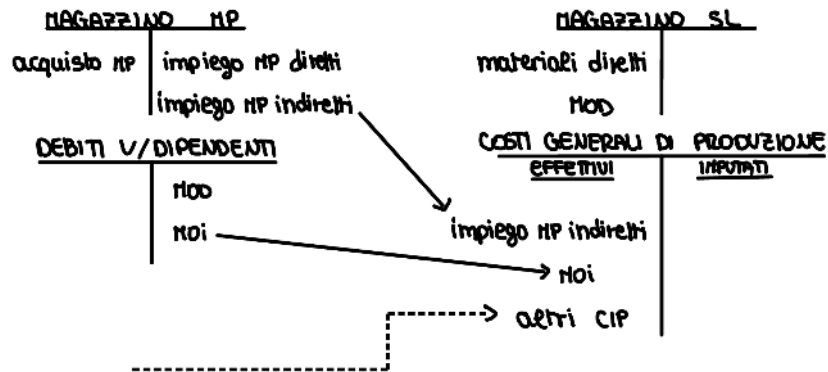 MAGAZZINO MP
acquisto MP
impiego MP diretti
impiego MP indiretti
MAGAZZINO SL
materiali diretti
MOD
DEBITI V/DIPENDENTI
MOD
MOi
COSTI GENERALI DI PRODUZIONE
EFFETTIVI
IMPUTATI
impiego MP indiretti
MOi
altri CIP